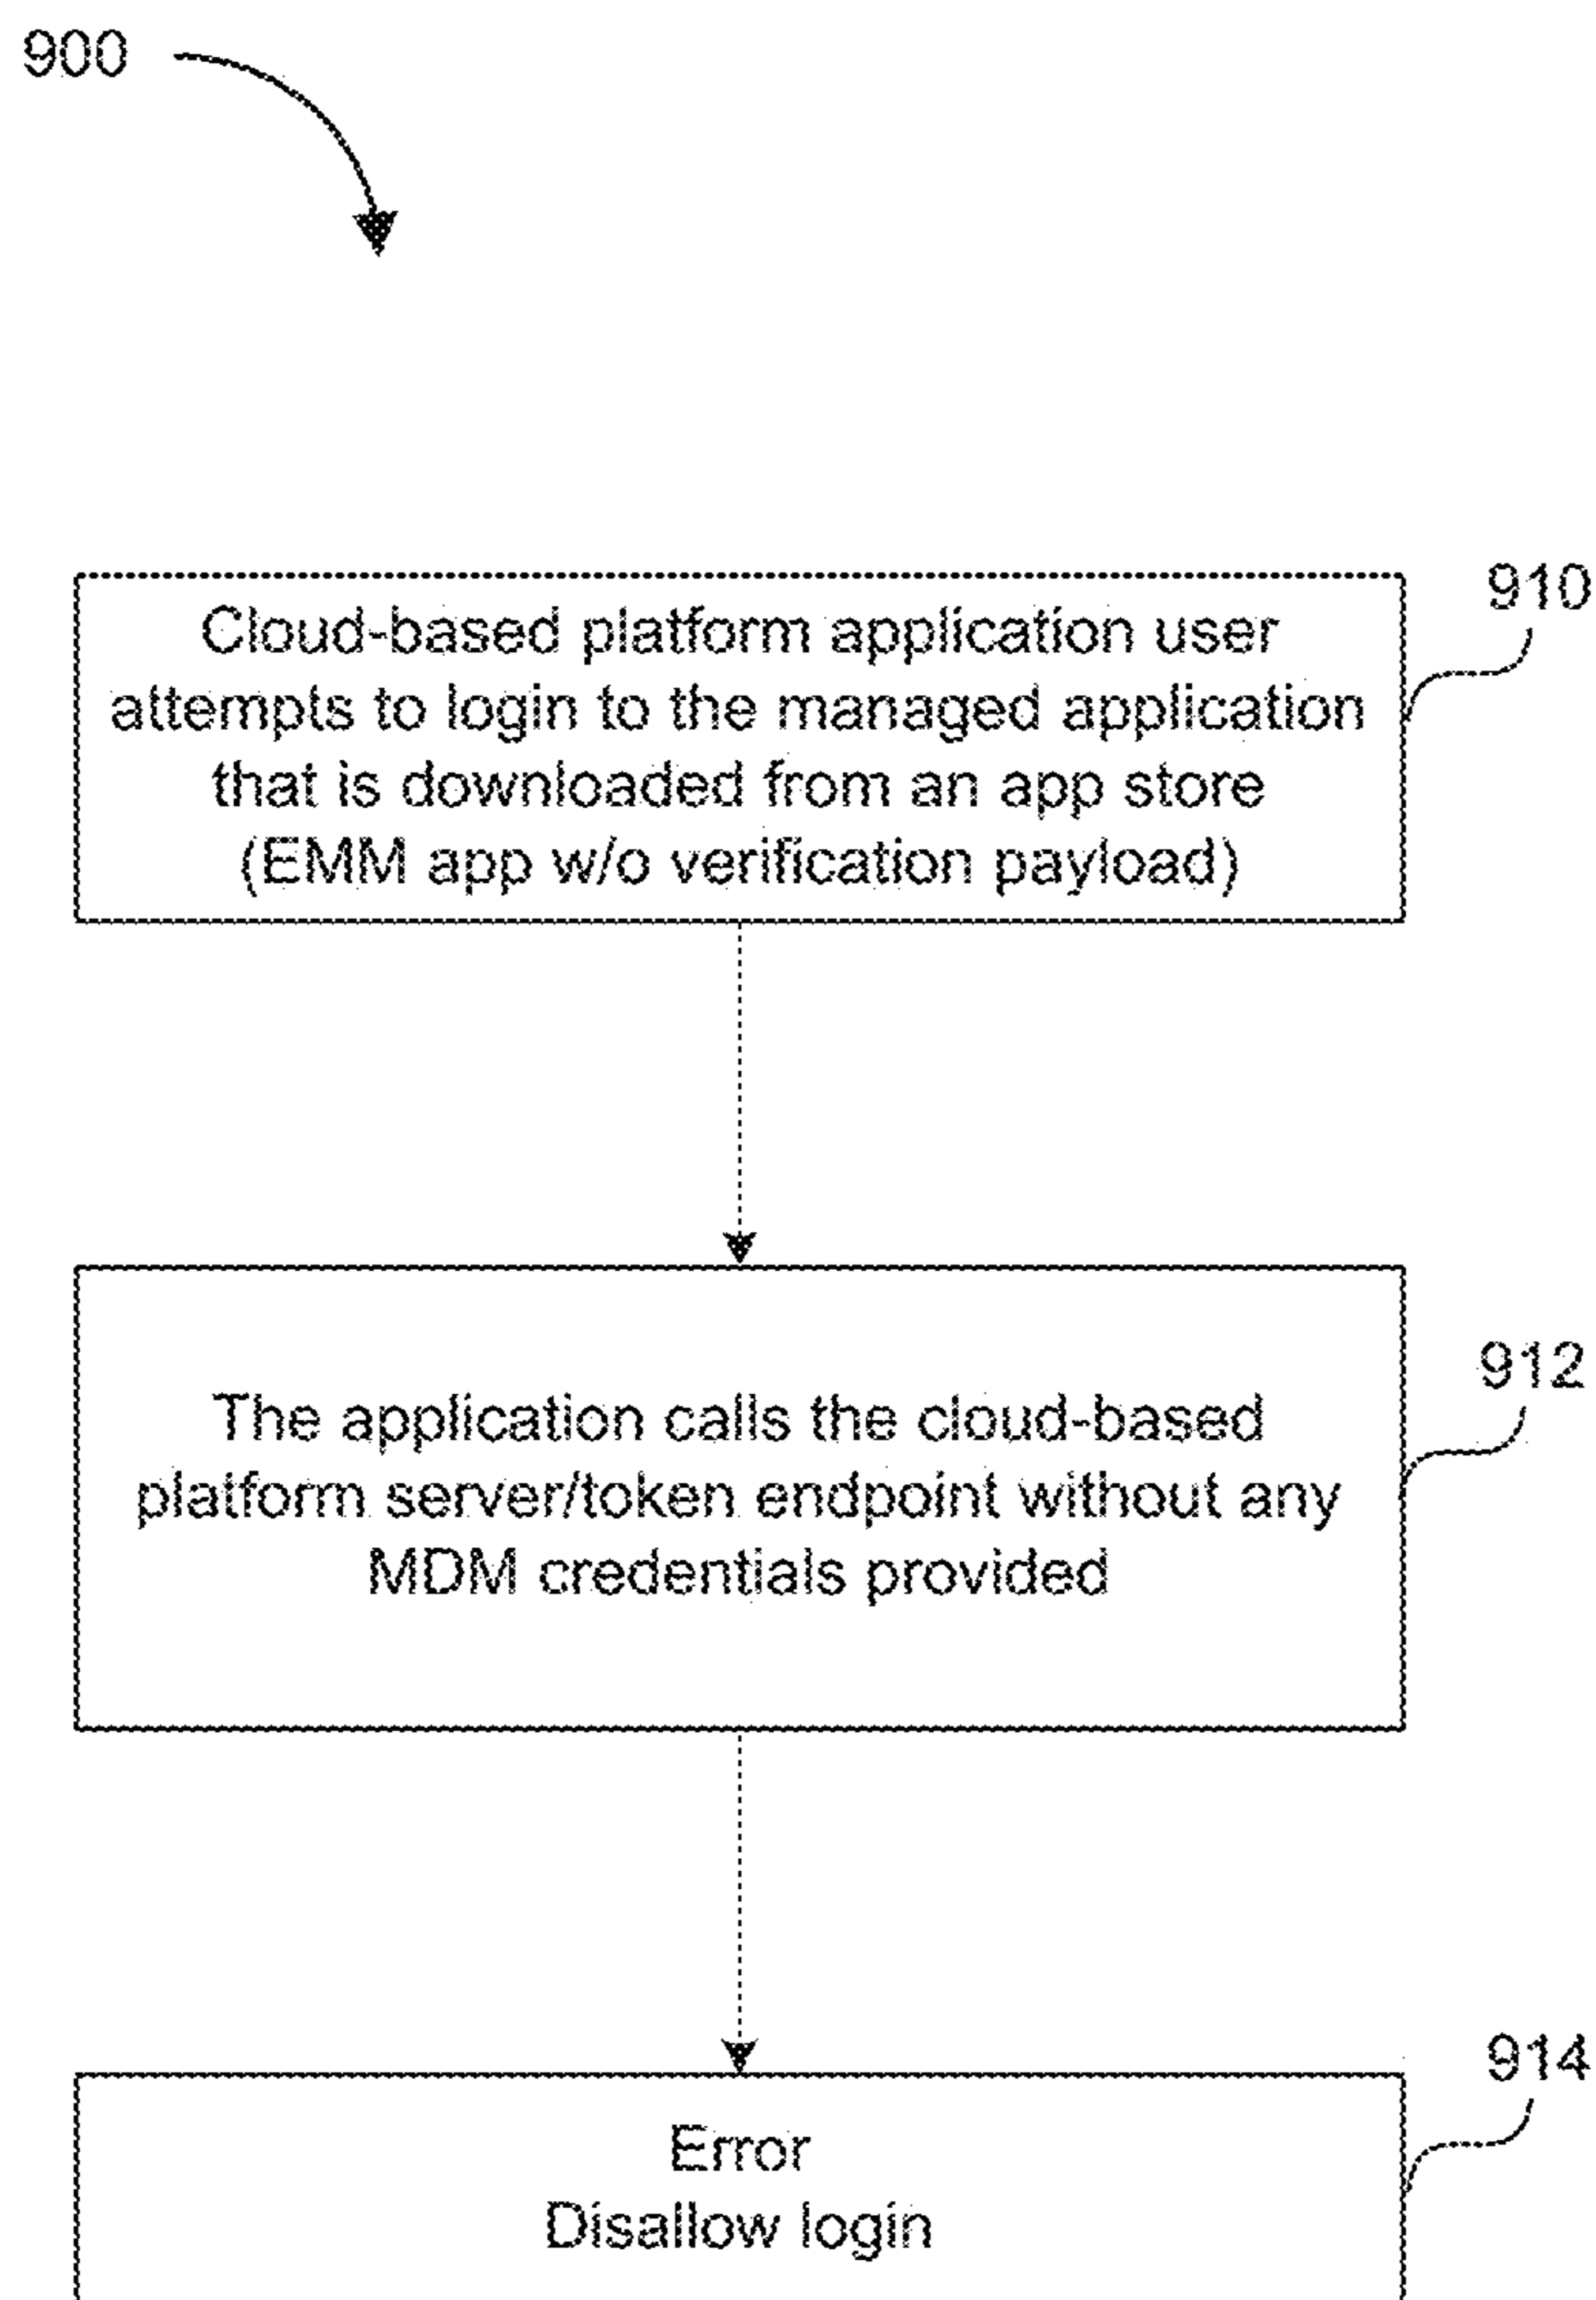 900
910
Cloud-based platform application user
attempts to login to the managed application
that is downloaded from an app store
(EMM app w/o verification payload)
912
The application calls the cloud-based
platform server/token endpoint without any
MDM credentials provided
914
Error
Disallow login